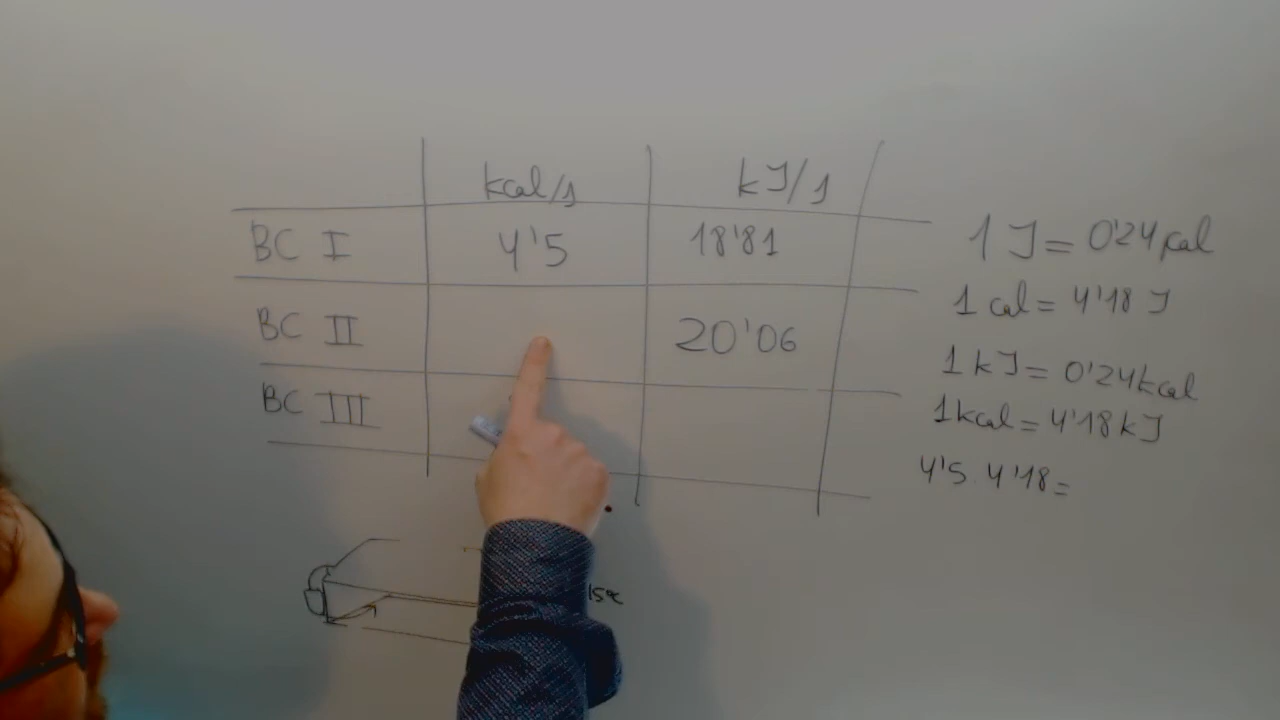 kcal/1 kJ/1
BC I 4'5 18'81
BC II 20'06
BC III
1 J = 0'24 cal
1 cal = 4'18 J
1 kJ = 0'24 kcal
1 kcal = 4'18 kJ
4'5 . 4'18 =